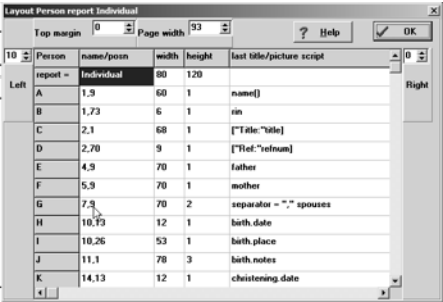 Layout Person report Individual
Top margin 0 Page width 93 ? Help OK
10 Person name/posn width height last title/picture script 0
Left Right
report = Individual 80 120
A 1,9 60 1 name()
B 1,73 6 1 rin
C 2,1 68 1 ["Title:"title]
D 2,70 9 1 ["Ref:"refnum]
E 4,9 70 1 father
F 5,9 70 1 mother
G 7,9 70 2 separator = "," spouses
H 10,13 12 1 birth.date
I 10,26 53 1 birth.place
J 11,1 78 3 birth.notes
K 14,13 12 1 christening.date